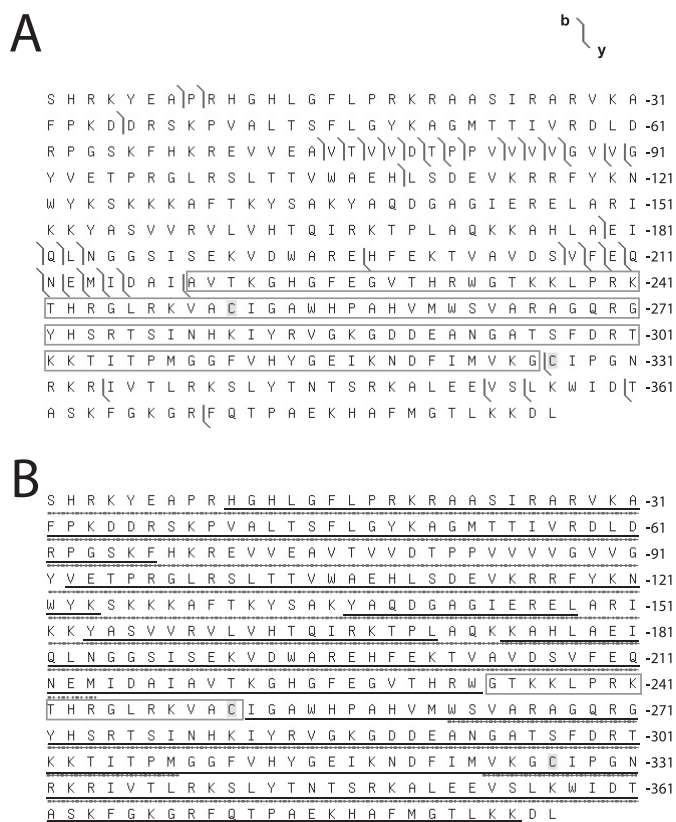 A
b
y
S H R K Y E A P R H G H L G F L P R K R A A S I R A R V K A -31
F P K D D R S K P V A L T S F L G Y K A G M T T I V R D L D -61
R P G S K F H K R E V V E A V T V V D T P P V V V V G V V G -91
Y V E T P R G L R S L T T V W A E H L S D E V K R R F Y K N -121
W Y K S K K K A F T K Y S A K Y A Q D G A G I E R E L A R I -151
K K Y A S V V R V L V H T Q I R K T P L A Q K K A H L A E I -181
Q L N G G S I S E K V D W A R E H F E K T V A V D S V F E Q -211
N E M I D A I A V T K G H G F E G V T H R W G T K K L P R K -241
T H R G L R K V A C I G A W H P A H V M W S V A R A G Q R G -271
Y H S R T S I N H K I Y R V G K G D D E A N G A T S F D R T -301
K K T I T P M G G F V H Y G E I K N D F I M V K G C I P G N -331
R K R I V T L R K S L Y T N T S R K A L E E V S L K W I D T -361
A S K F G K G R F Q T P A E K H A F M G T L K K D L
B
S H R K Y E A P R H G H L G F L P R K R A A S I R A R V K A -31
F P K D D R S K P V A L T S F L G Y K A G M T T I V R D L D -61
R P G S K F H K R E V V E A V T V V D T P P V V V V G V V G -91
Y V E T P R G L R S L T T V W A E H L S D E V K R R F Y K N -121
W Y K S K K K A F T K Y S A K Y A Q D G A G I E R E L A R I -151
K K Y A S V V R V L V H T Q I R K T P L A Q K K A H L A E I -181
Q L N G G S I S E K V D W A R E H F E K T V A V D S V F E Q -211
N E M I D A I A V T K G H G F E G V T H R W G T K K L P R K -241
T H R G L R K V A C I G A W H P A H V M W S V A R A G Q R G -271
Y H S R T S I N H K I Y R V G K G D D E A N G A T S F D R T -301
K K T I T P M G G F V H Y G E I K N D F I M V K G C I P G N -331
R K R I V T L R K S L Y T N T S R K A L E E V S L K W I D T -361
A S K F G K G R F Q T P A E K H A F M G T L K K D L